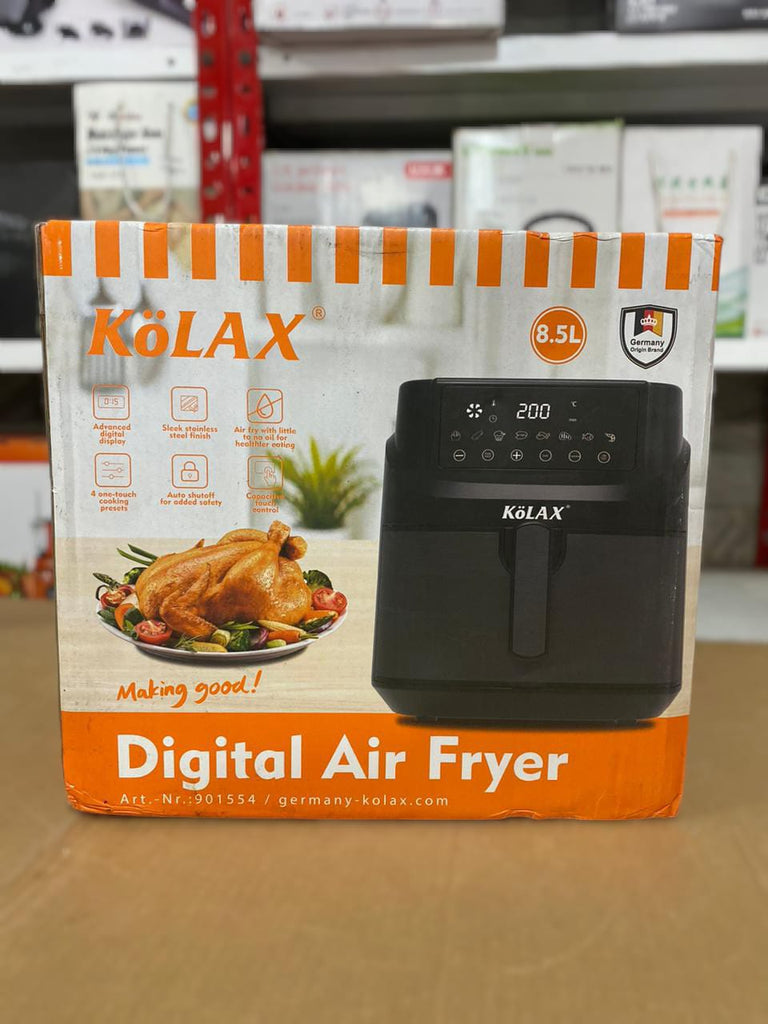 KöLAX®
8.5L
Germany
Origin Brand
0:15
Advanced
digital
display
Sleek stainless
steel finish
Air fry with little
to no oil for
healthier eating
4 one-touch
cooking
presets
Auto shutoff
for added safety
Capacitive
touch
control
200
°C
KöLAX®
Making good!
Digital Air Fryer
Art.-Nr.:901554 / germany-kolax.com